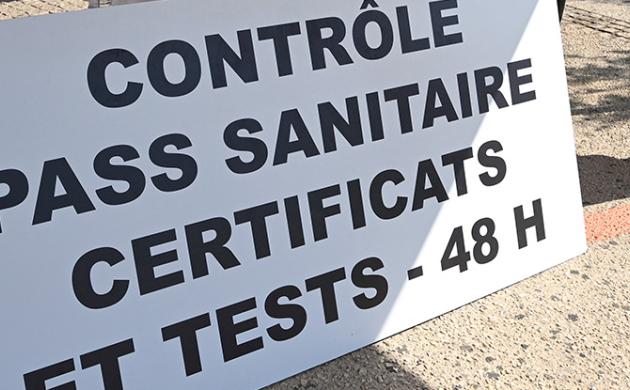 CONTRÔLE
PASS SANITAIRE
CERTIFICATS
ET TESTS - 48 H